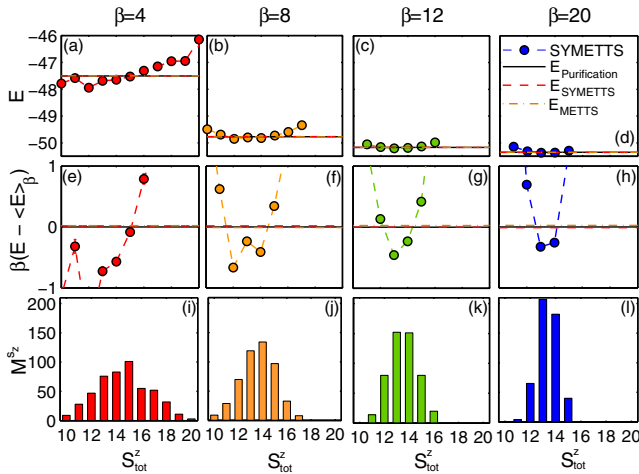 β=4 β=8 β=12 β=20
-46
-47
-48
-49
-50
E
(a) (b) (c) (d)
SYMETTS
E_Purification
E_SYMETTS
E_METTS
1
0
-1
β(E - <E>_β)
(e) (f) (g) (h)
200
150
100
50
0
M^{s_z}
(i) (j) (k) (l)
10 12 14 16 18 20 10 12 14 16 18 20 10 12 14 16 18 20 10 12 14 16 18 20
S^z_tot S^z_tot S^z_tot S^z_tot